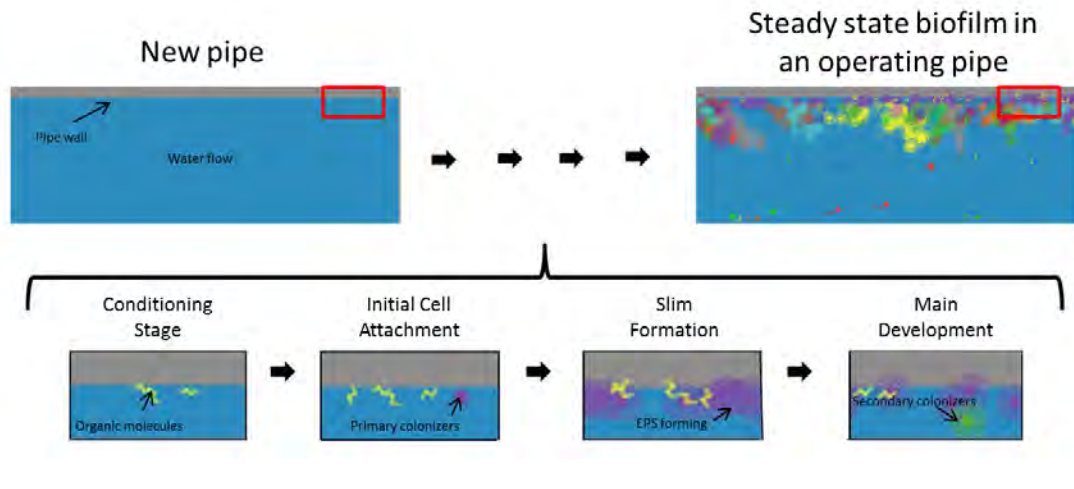 New pipe
Steady state biofilm in
an operating pipe
Pipe wall
Water flow
Conditioning
Stage
Initial Cell
Attachment
Slim
Formation
Main
Development
Organic molecules
Primary colonizers
EPS forming
Secondary colonizers